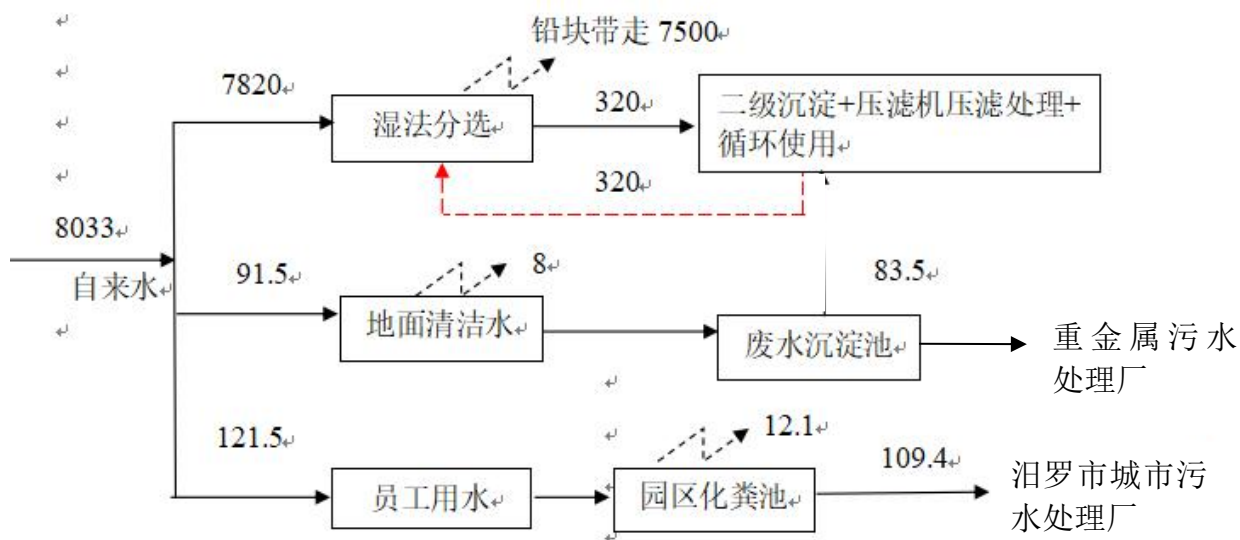 铅块带走 7500
7820
湿法分选
320
二级沉淀+压滤机压滤处理+
循环使用
320
8033
自来水
91.5
8
地面清洁水
83.5
废水沉淀池
重金属污水
处理厂
121.5
员工用水
12.1
园区化粪池
109.4
汨罗市城市污
水处理厂